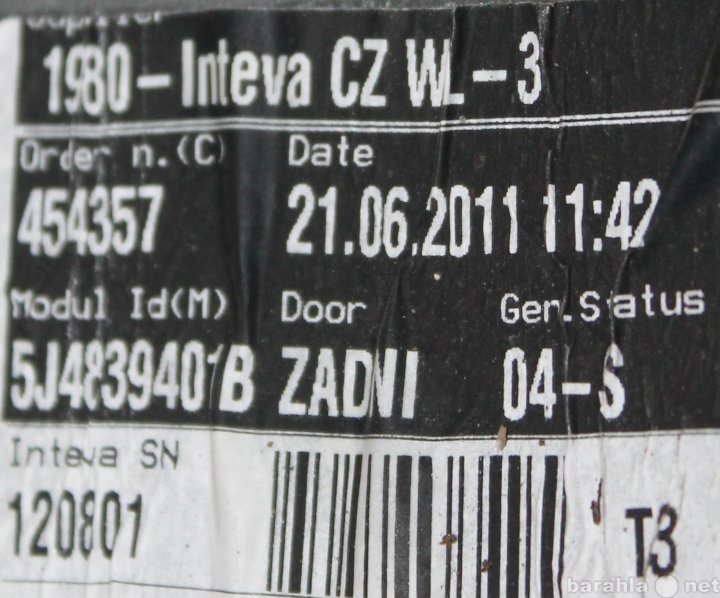 1980-Inteva CZ WL-3
Order n.(C) Date
454357 21.06.2011 11:42
Modul Id(M) Door Gen.Status
5J4839401B ZADVI 04-S
Inteva SN
120801
T3
barahla net